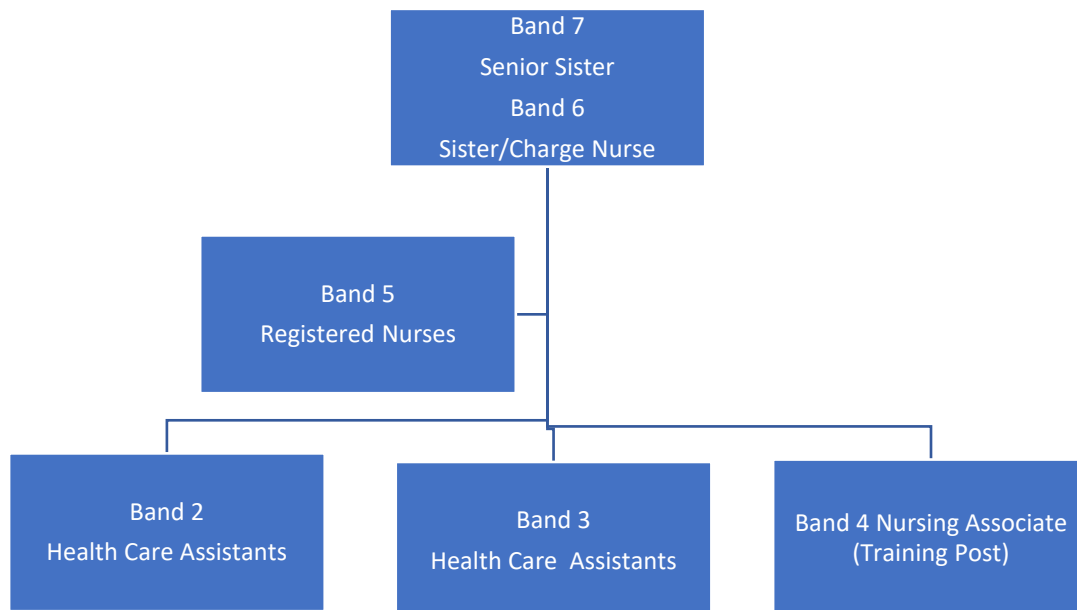 Band 7
Senior Sister
Band 6
Sister/Charge Nurse
Band 5
Registered Nurses
Band 2
Health Care Assistants
Band 3
Health Care  Assistants
Band 4 Nursing Associate
(Training Post)